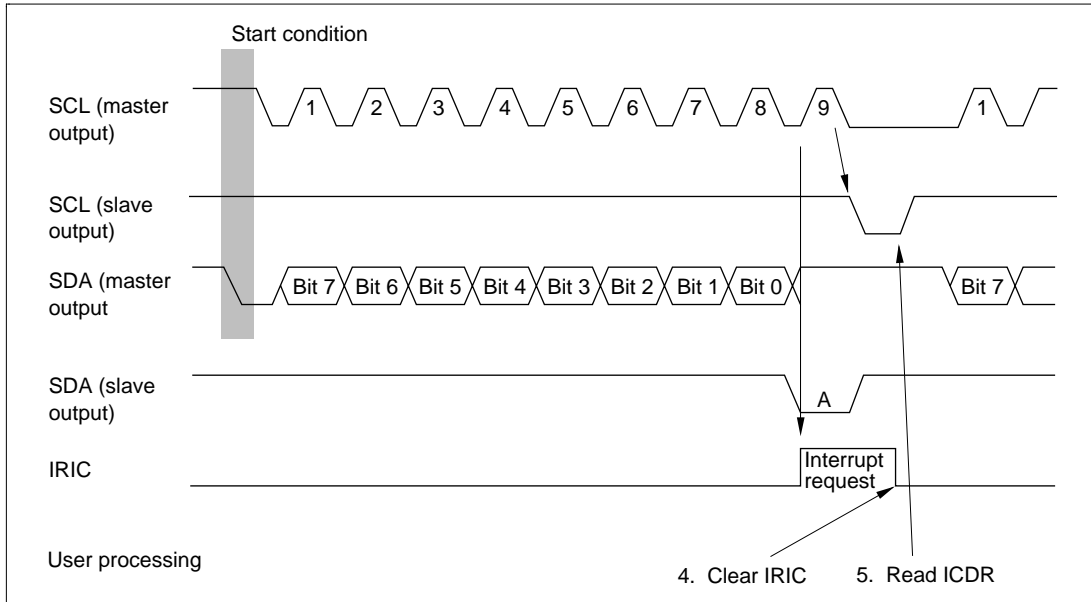 Start condition
SCL (master
output)
1 2 3 4 5 6 7 8 9 1
SCL (slave
output)
SDA (master
output
Bit 7 Bit 6 Bit 5 Bit 4 Bit 3 Bit 2 Bit 1 Bit 0 Bit 7
SDA (slave
output)
A
IRIC
Interrupt
request
User processing
4. Clear IRIC 5. Read ICDR